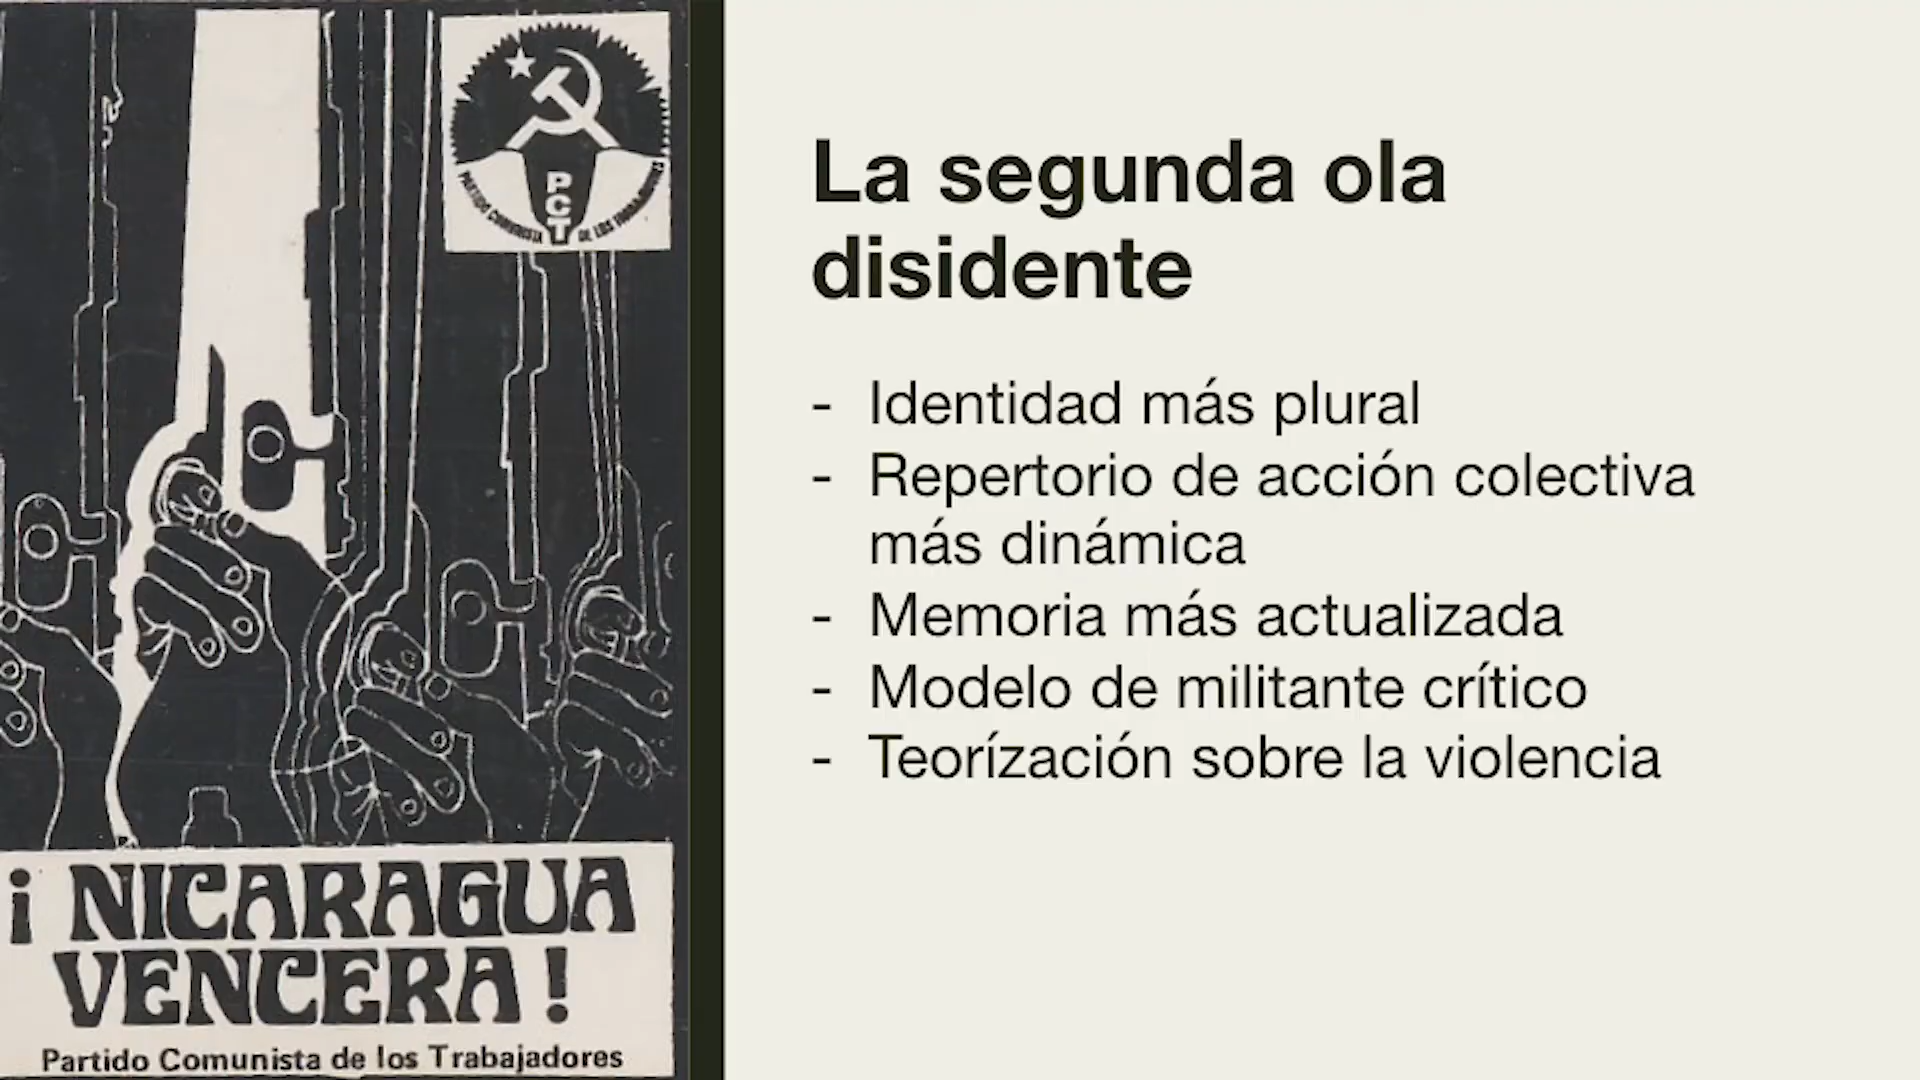 PCT
PARTIDO COMUNISTA DE LOS TRABAJADORES
¡ NICARAGUA
VENCERA !
Partido Comunista de los Trabajadores
La segunda ola
disidente
- Identidad más plural
- Repertorio de acción colectiva
más dinámica
- Memoria más actualizada
- Modelo de militante crítico
- Teorízación sobre la violencia